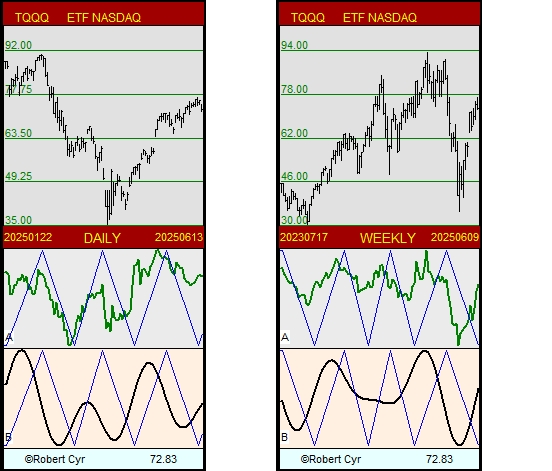 TQQQ ETF NASDAQ
92.00
77.75
63.50
49.25
35.00
20250122 DAILY 20250613
A
B
©Robert Cyr 72.83
TQQQ ETF NASDAQ
94.00
78.00
62.00
46.00
30.00
20230717 WEEKLY 20250609
A
B
©Robert Cyr 72.83